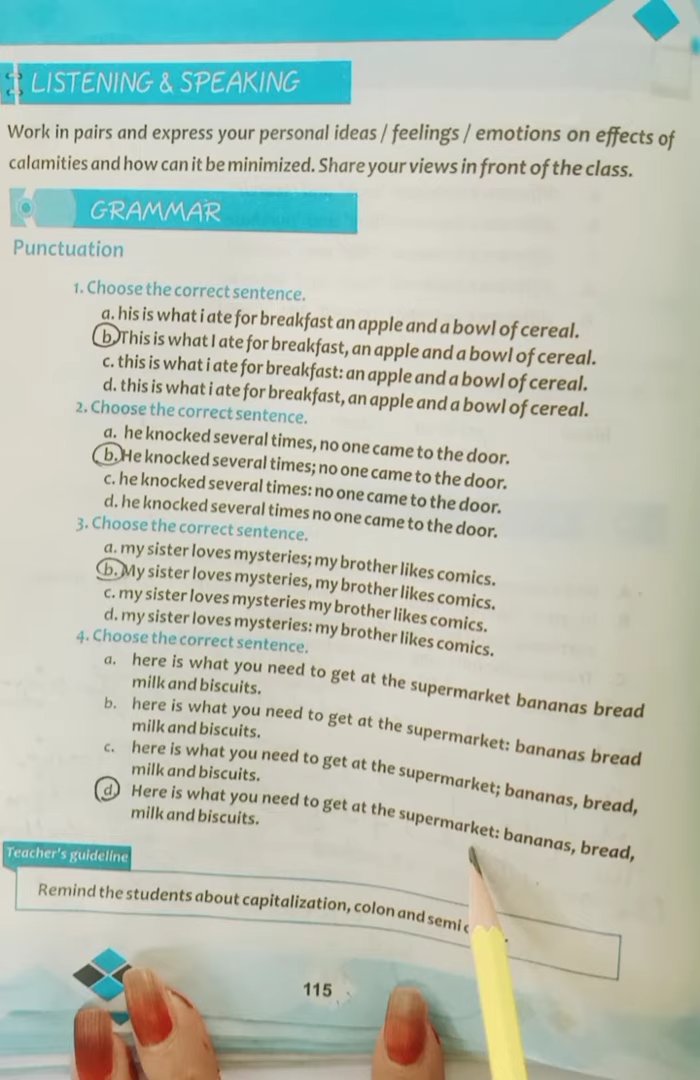 LISTENING & SPEAKING
Work in pairs and express your personal ideas / feelings / emotions on effects of
calamities and how can it be minimized. Share your views in front of the class.
GRAMMAR
Punctuation
1. Choose the correct sentence.
a. his is what i ate for breakfast an apple and a bowl of cereal.
b. This is what I ate for breakfast, an apple and a bowl of cereal.
c. this is what i ate for breakfast: an apple and a bowl of cereal.
d. this is what i ate for breakfast, an apple and a bowl of cereal.
2. Choose the correct sentence.
a. he knocked several times, no one came to the door.
b. He knocked several times; no one came to the door.
c. he knocked several times: no one came to the door.
d. he knocked several times no one came to the door.
3. Choose the correct sentence.
a. my sister loves mysteries; my brother likes comics.
b. My sister loves mysteries, my brother likes comics.
c. my sister loves mysteries my brother likes comics.
d. my sister loves mysteries: my brother likes comics.
4. Choose the correct sentence.
a. here is what you need to get at the supermarket bananas bread
milk and biscuits.
b. here is what you need to get at the supermarket: bananas bread
milk and biscuits.
c. here is what you need to get at the supermarket; bananas, bread,
milk and biscuits.
d. Here is what you need to get at the supermarket: bananas, bread,
milk and biscuits.
Teacher's guideline
Remind the students about capitalization, colon and semi
115